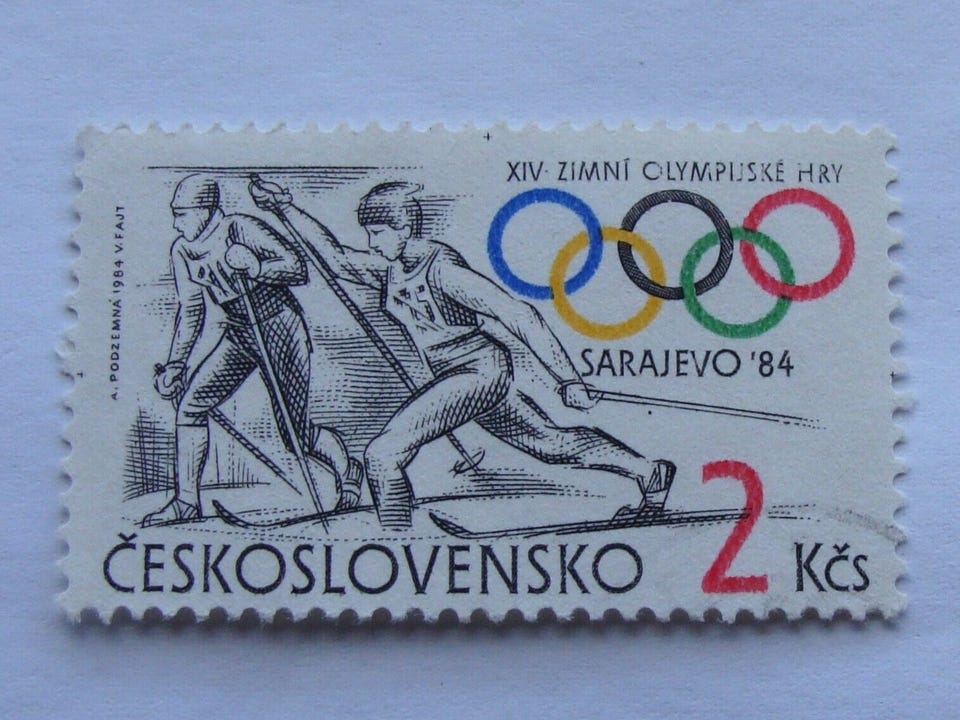 XIV. ZIMNÍ OLYMPIJSKÉ HRY
SARAJEVO '84
A. PODZEMNÁ 1984 V. FAJT
ČESKOSLOVENSKO 2 Kčs